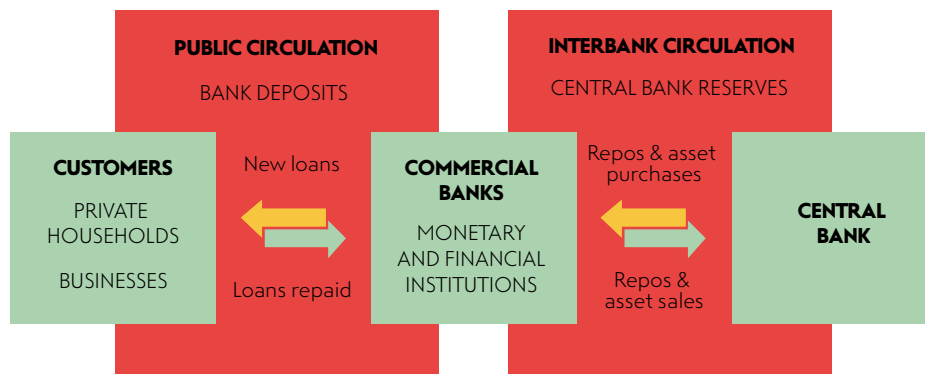 PUBLIC CIRCULATION
BANK DEPOSITS
INTERBANK CIRCULATION
CENTRAL BANK RESERVES
CUSTOMERS
PRIVATE
HOUSEHOLDS
BUSINESSES
New loans
Loans repaid
COMMERCIAL
BANKS
MONETARY
AND FINANCIAL
INSTITUTIONS
Repos & asset
purchases
Repos &
asset sales
CENTRAL
BANK